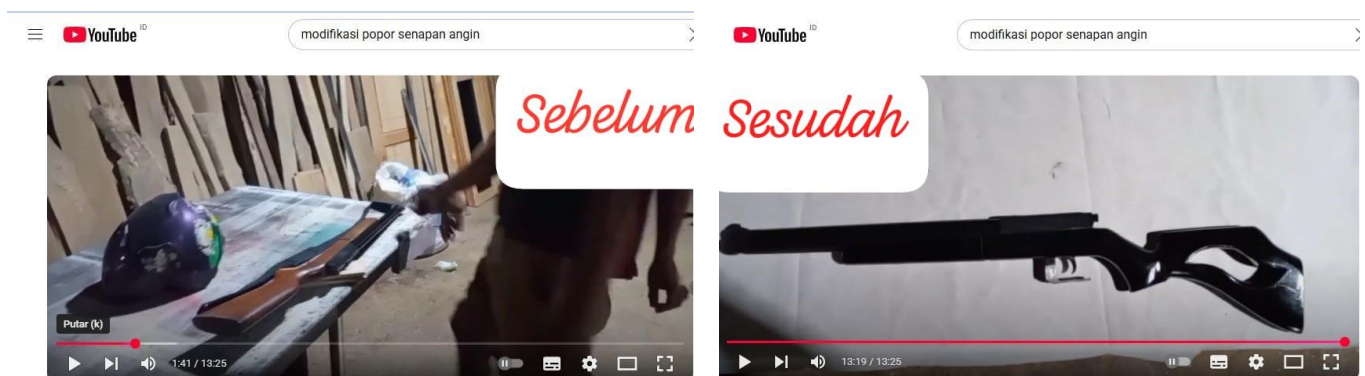 YouTube ID
modifikasi popor senapan angin
Sebelum
Putar (k)
1:41 / 13:25
YouTube ID
modifikasi popor senapan angin
Sesudah
13:19 / 13:25